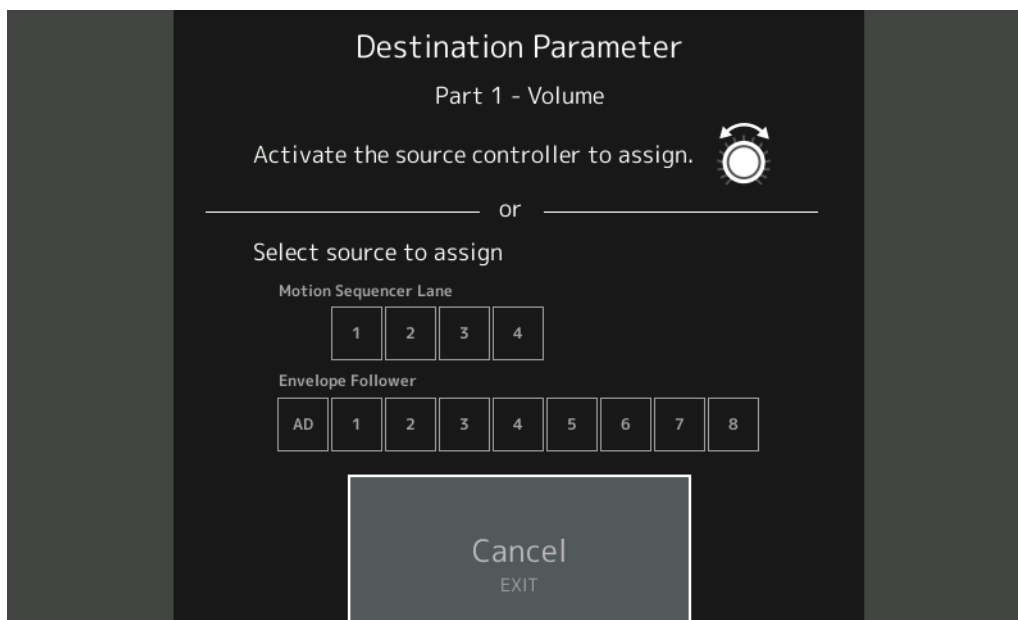 Destination Parameter
Part 1 - Volume
Activate the source controller to assign.
or
Select source to assign
Motion Sequencer Lane
1 2 3 4
Envelope Follower
AD 1 2 3 4 5 6 7 8
Cancel
EXIT